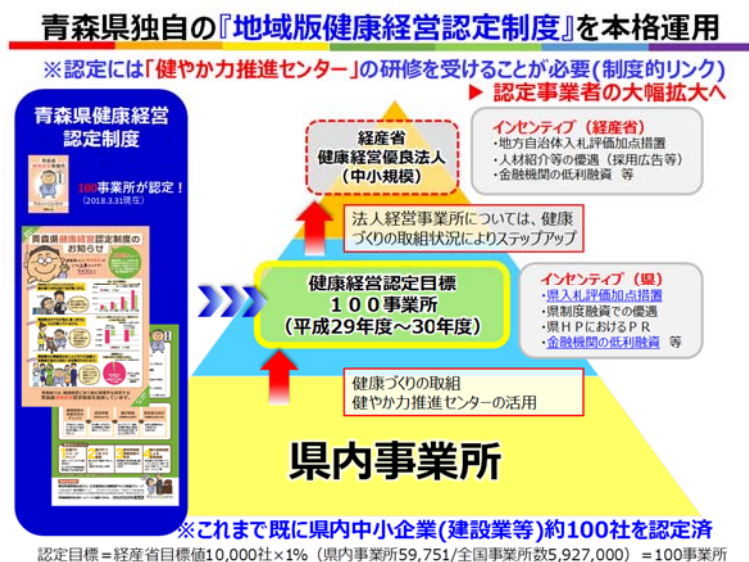 青森県独自の『地域版健康経営認定制度』を本格運用
※認定には「健やか力推進センター」の研修を受けることが必要(制度的リンク)
▶ 認定事業者の大幅拡大へ
青森県健康経営
認定制度
100事業所が認定！
(2018.3.31現在)
青森県健康経営認定制度の
お知らせ
経産省
健康経営優良法人
(中小規模)
インセンティブ（経産省）
・地方自治体入札評価加点措置
・人材紹介等の優遇（採用広告等）
・金融機関の低利融資 等
法人経営事業所については、健康
づくりの取組状況によりステップアップ
健康経営認定目標
１００事業所
(平成29年度～30年度)
インセンティブ（県）
・県入札評価加点措置
・県制度融資での優遇
・県ＨＰにおけるＰＲ
・金融機関の低利融資 等
健康づくりの取組
健やか力推進センターの活用
県内事業所
※これまで既に県内中小企業(建設業等)約100社を認定済
認定目標＝経産省目標値10,000社×1%（県内事業所59,751/全国事業所数5,927,000）＝100事業所